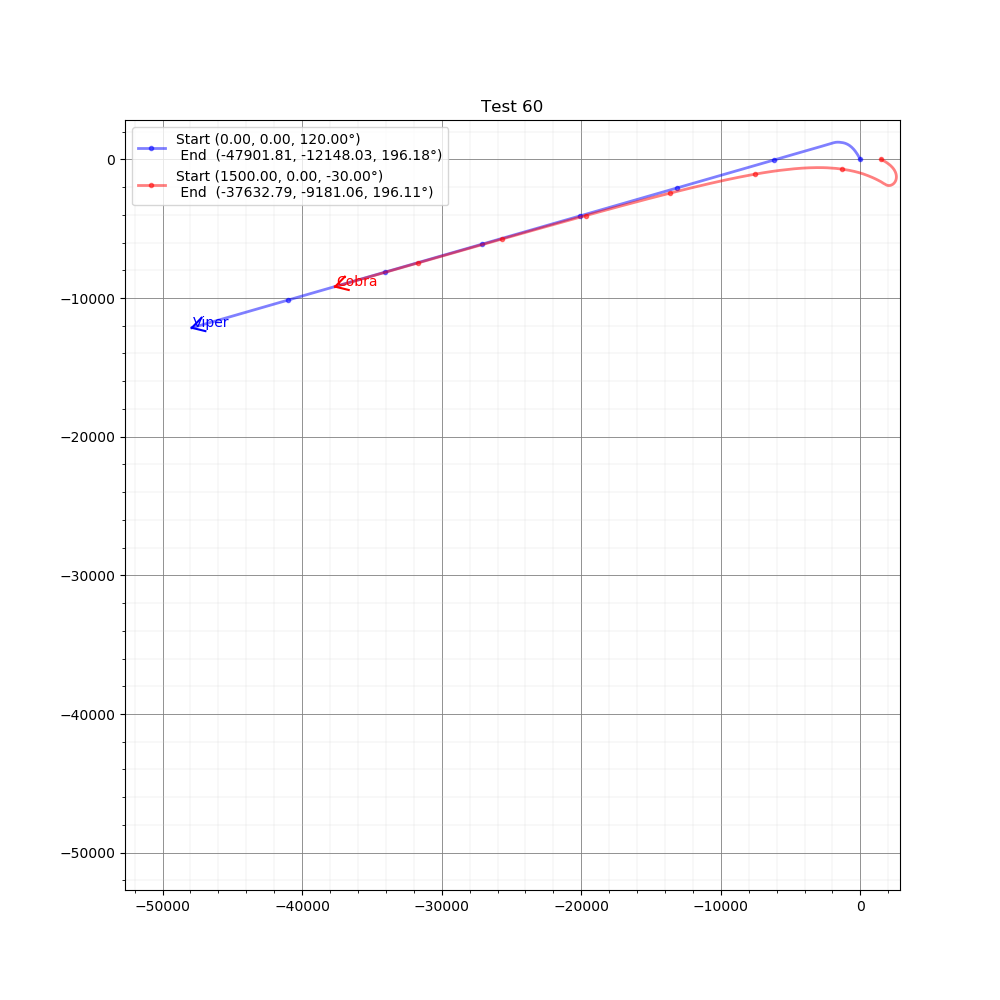 Test 60
Start (0.00, 0.00, 120.00°)
End (-47901.81, -12148.03, 196.18°)
Start (1500.00, 0.00, -30.00°)
End (-37632.79, -9181.06, 196.11°)
0
−10000
−20000
−30000
−40000
−50000
Cobra
Viper
−50000 −40000 −30000 −20000 −10000 0